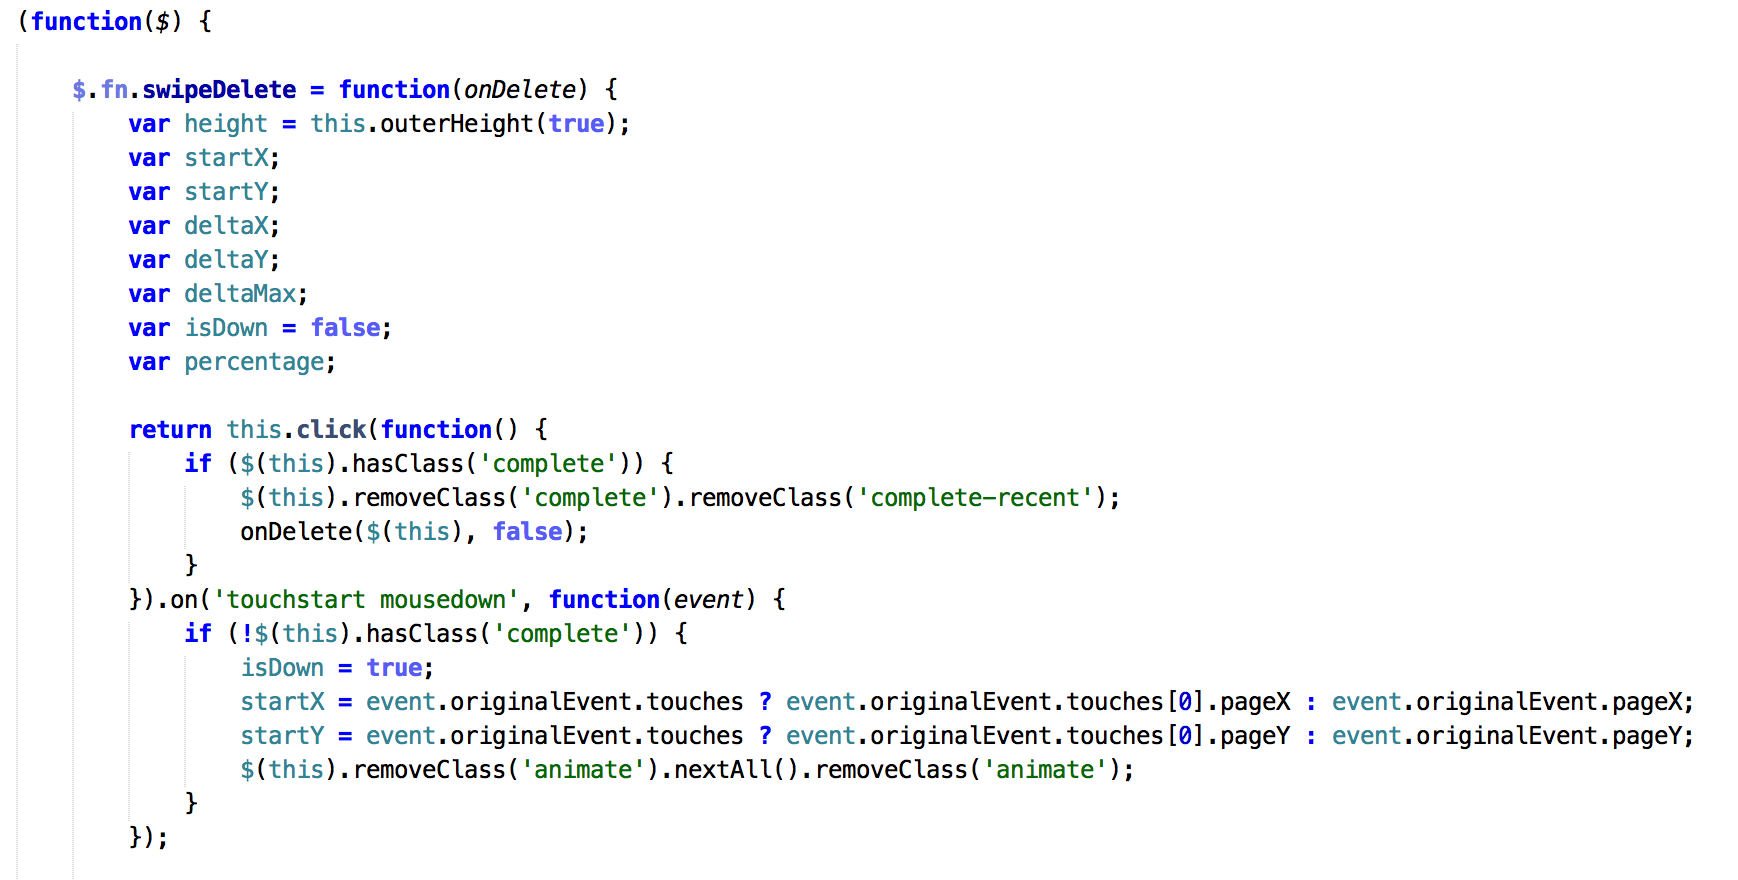 (function($) {
$.fn.swipeDelete = function(onDelete) {
var height = this.outerHeight(true);
var startX;
var startY;
var deltaX;
var deltaY;
var deltaMax;
var isDown = false;
var percentage;
return this.click(function() {
if ($(this).hasClass('complete')) {
$(this).removeClass('complete').removeClass('complete-recent');
onDelete($(this), false);
}
}).on('touchstart mousedown', function(event) {
if (!$(this).hasClass('complete')) {
isDown = true;
startX = event.originalEvent.touches ? event.originalEvent.touches[0].pageX : event.originalEvent.pageX;
startY = event.originalEvent.touches ? event.originalEvent.touches[0].pageY : event.originalEvent.pageY;
$(this).removeClass('animate').nextAll().removeClass('animate');
}
});